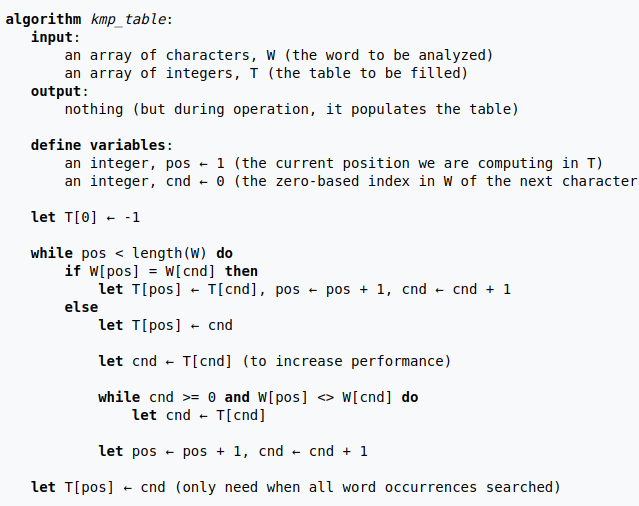 algorithm kmp_table:
input:
an array of characters, W (the word to be analyzed)
an array of integers, T (the table to be filled)
output:
nothing (but during operation, it populates the table)
define variables:
an integer, pos ← 1 (the current position we are computing in T)
an integer, cnd ← 0 (the zero-based index in W of the next character
let T[0] ← -1
while pos < length(W) do
if W[pos] = W[cnd] then
let T[pos] ← T[cnd], pos ← pos + 1, cnd ← cnd + 1
else
let T[pos] ← cnd
let cnd ← T[cnd] (to increase performance)
while cnd >= 0 and W[pos] <> W[cnd] do
let cnd ← T[cnd]
let pos ← pos + 1, cnd ← cnd + 1
let T[pos] ← cnd (only need when all word occurrences searched)